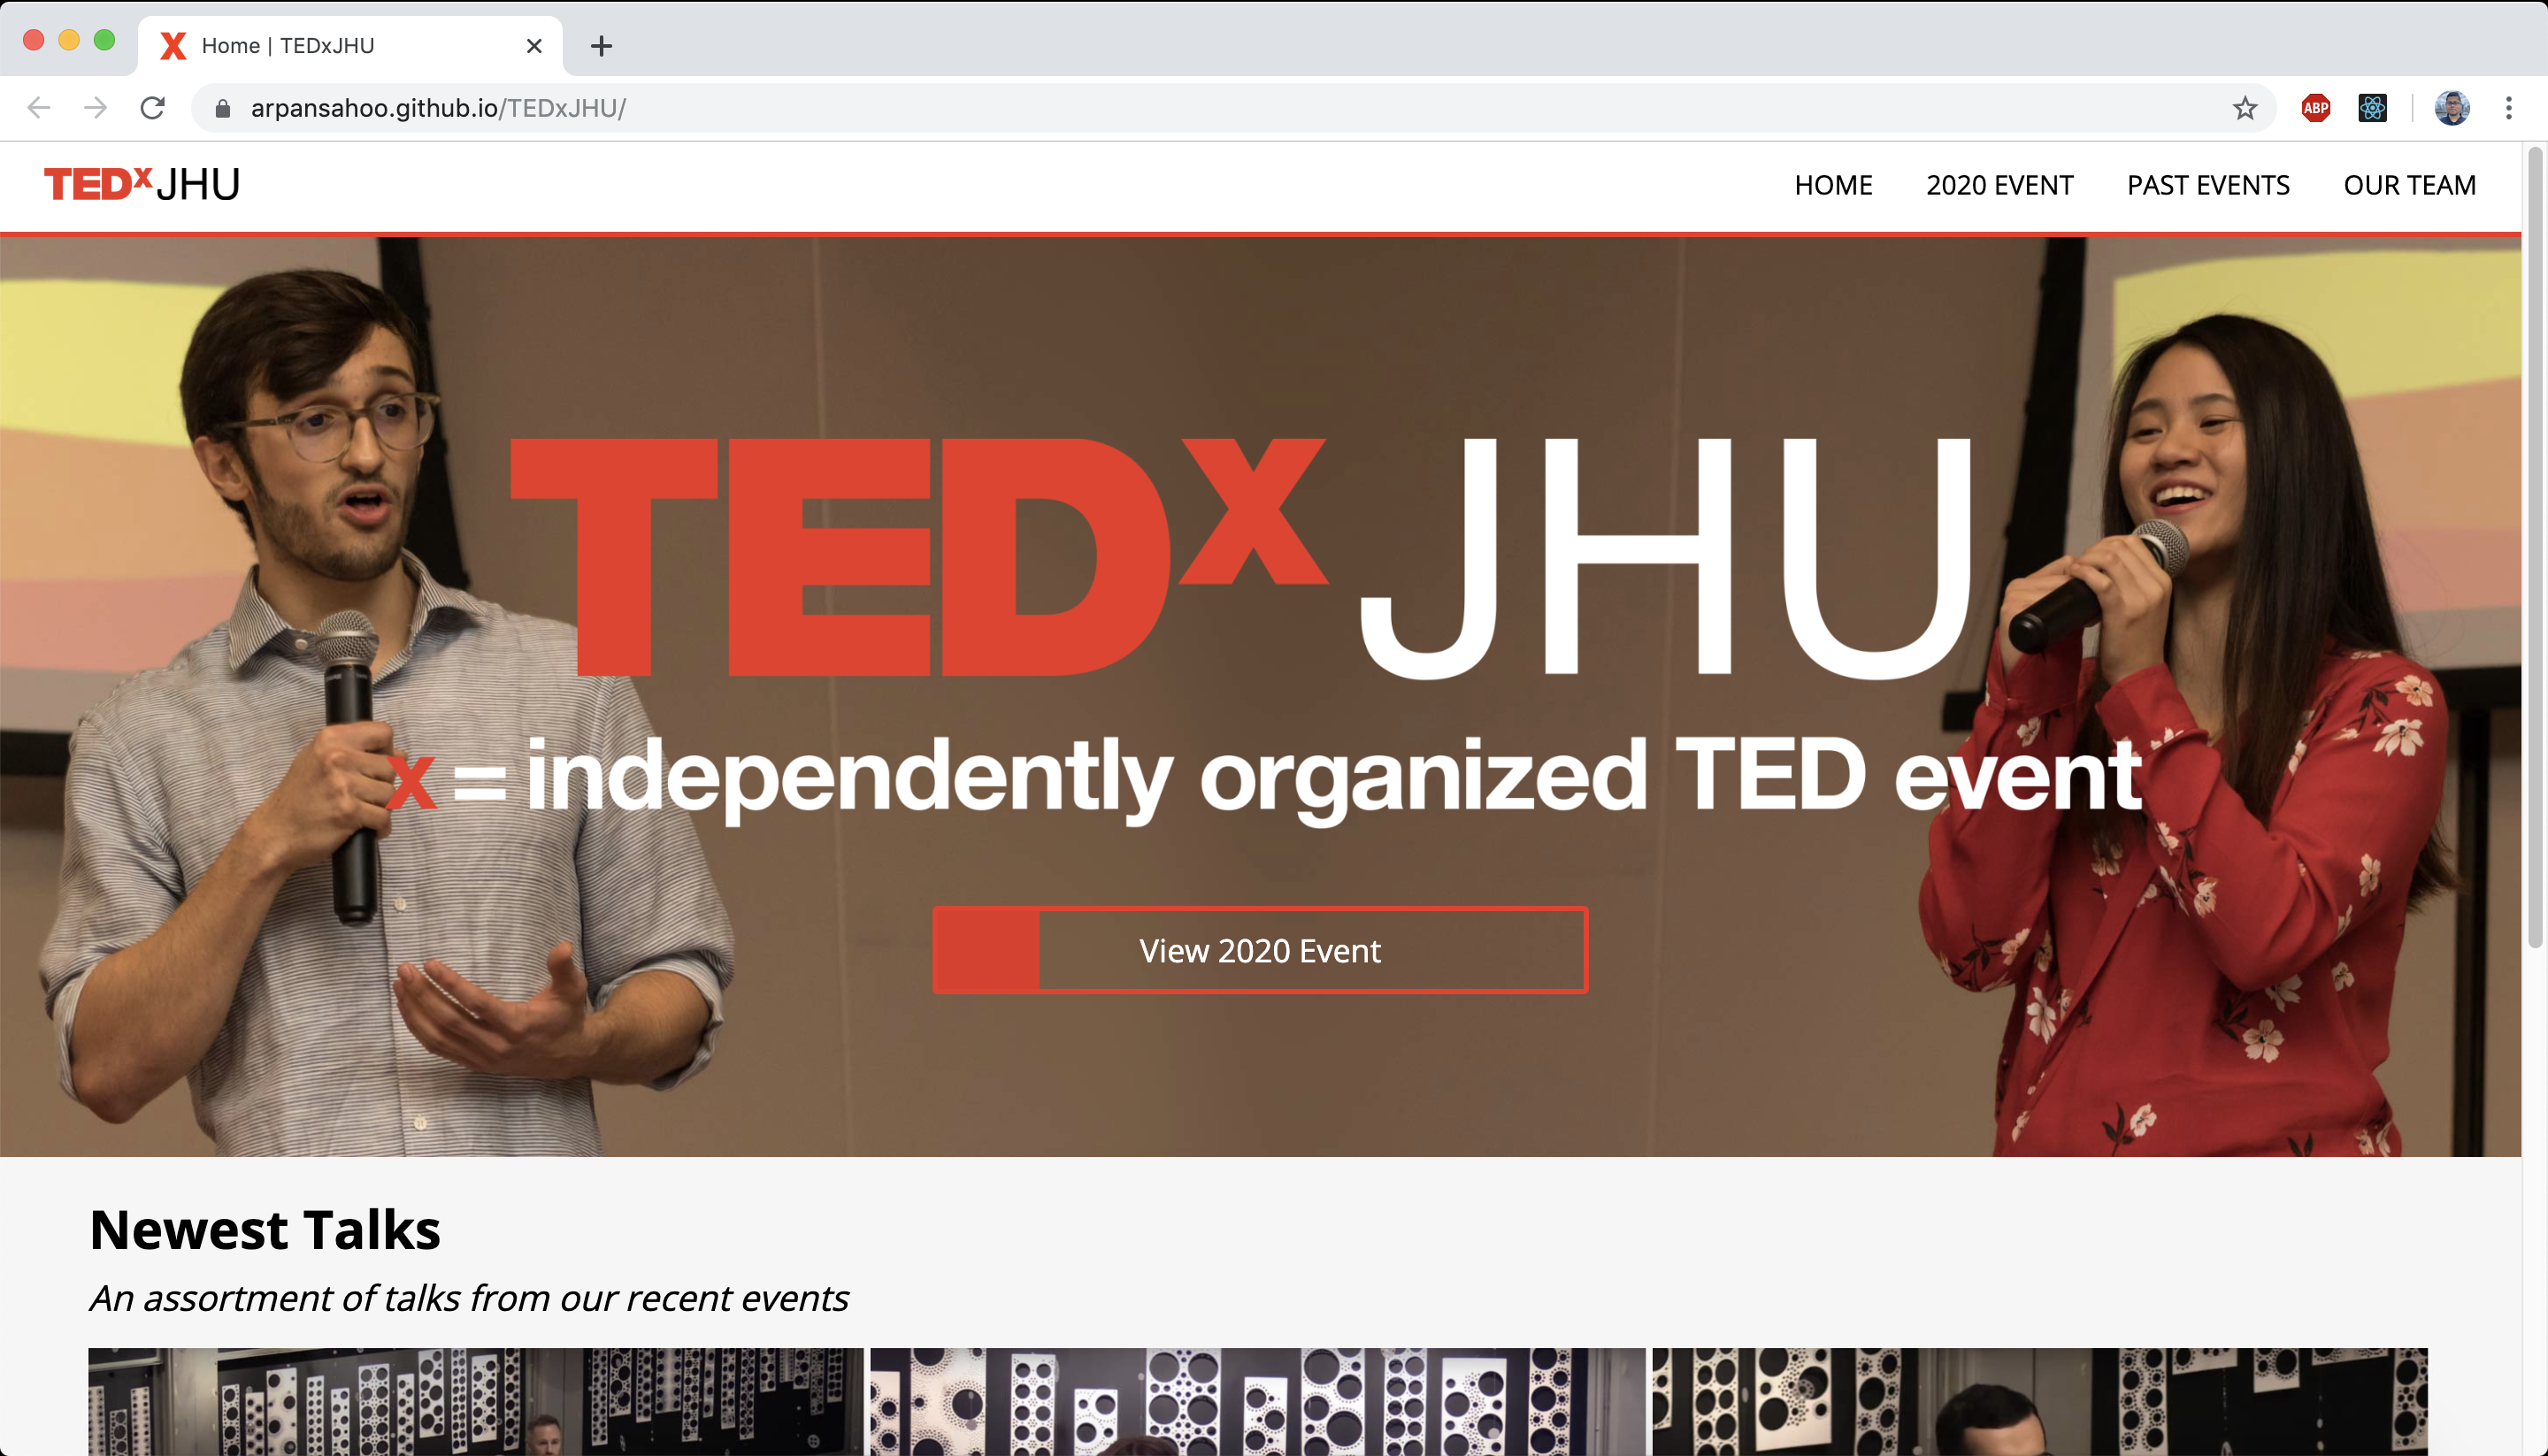 Home | TEDxJHU
arpansahoo.github.io/TEDxJHU/
ABP
TEDxJHU
HOME 2020 EVENT PAST EVENTS OUR TEAM
TEDxJHU
x = independently organized TED event
View 2020 Event
Newest Talks
An assortment of talks from our recent events